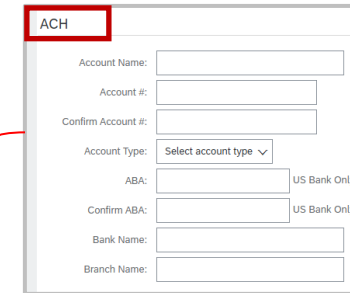 ACH
Account Name:
Account #:
Confirm Account #:
Account Type: Select account type
ABA: US Bank Onl
Confirm ABA: US Bank Onl
Bank Name:
Branch Name: